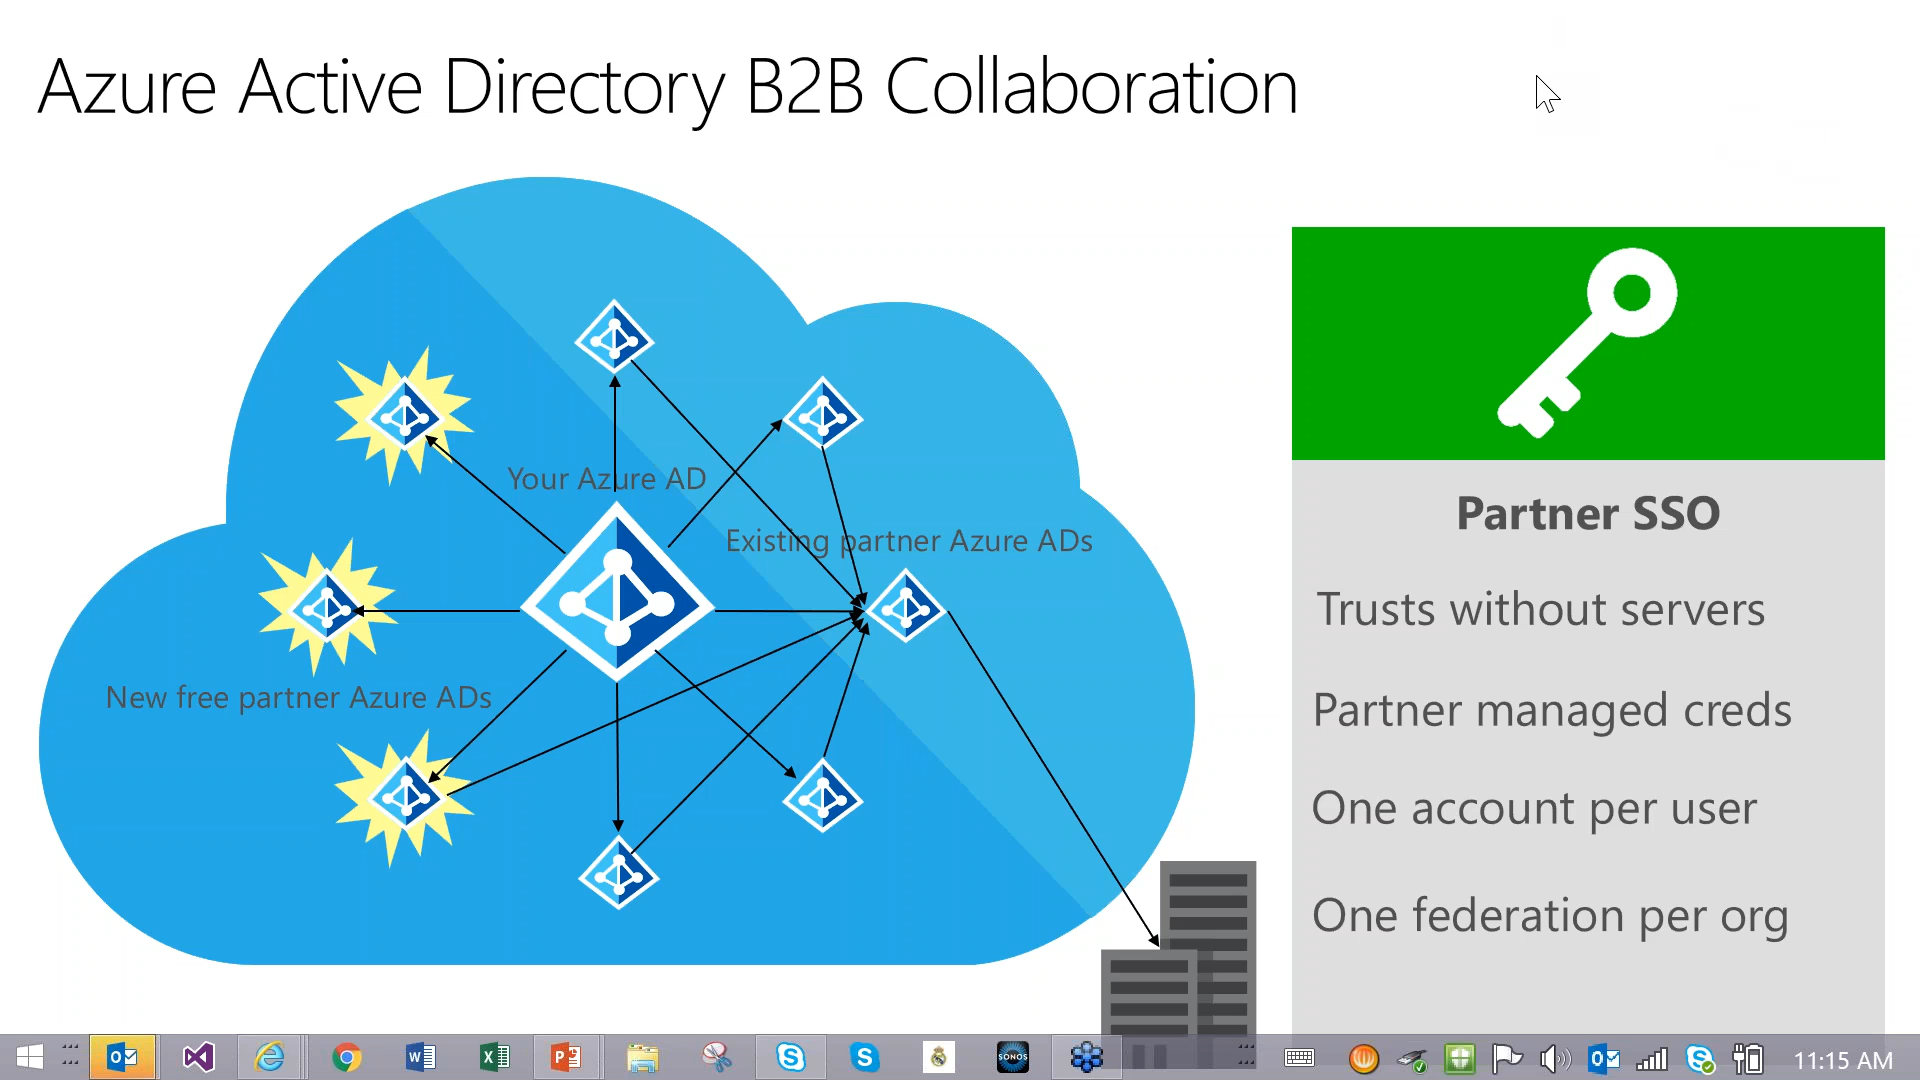 Azure Active Directory B2B Collaboration
Your Azure AD
Existing partner Azure ADs
New free partner Azure ADs
Partner SSO
Trusts without servers
Partner managed creds
One account per user
One federation per org
SONOS
11:15 AM